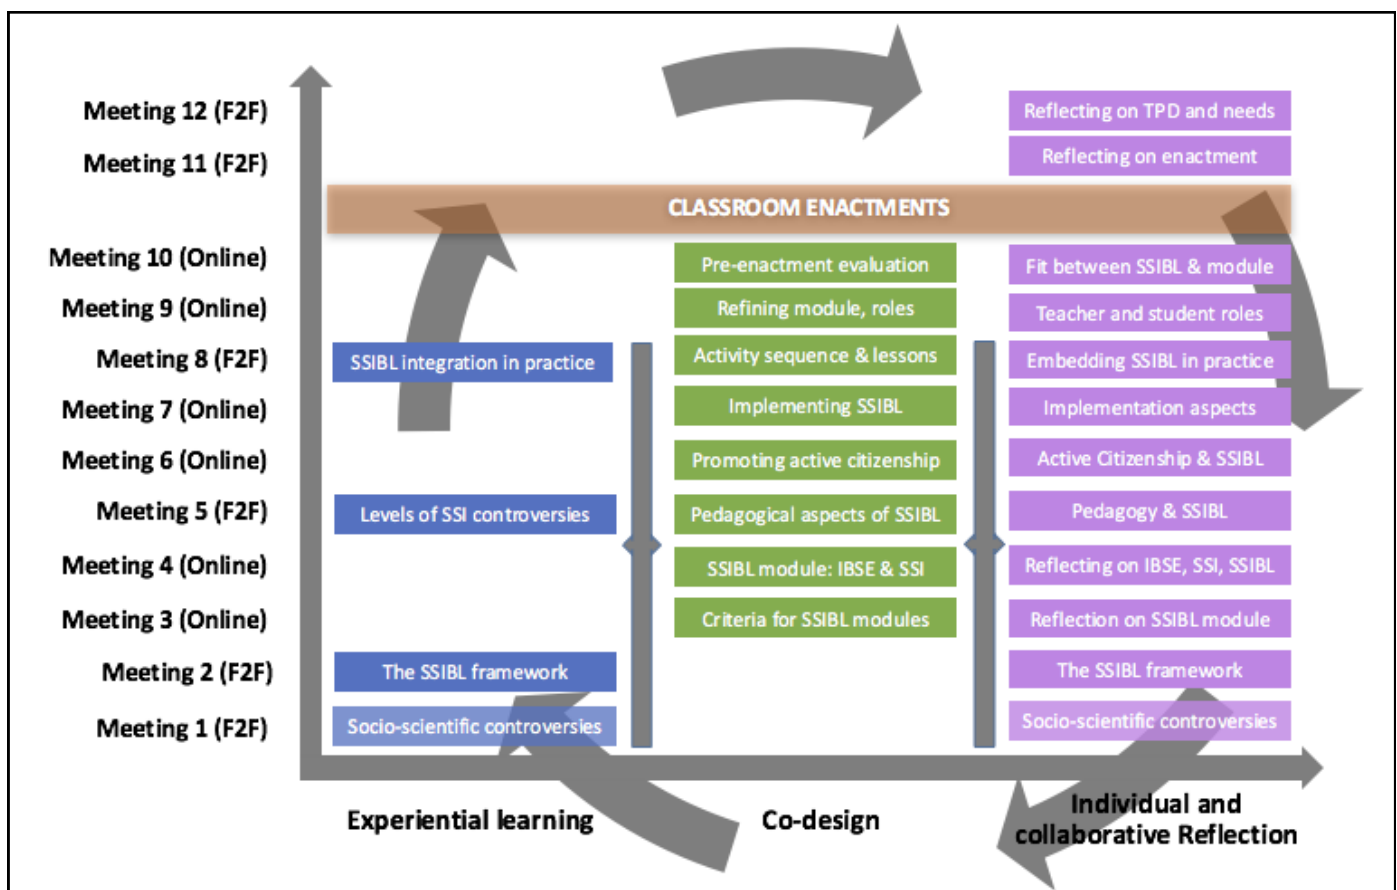 Meeting 12 (F2F)
Reflecting on TPD and needs
Meeting 11 (F2F)
Reflecting on enactment
CLASSROOM ENACTMENTS
Meeting 10 (Online)
Pre-enactment evaluation
Fit between SSIBL & module
Meeting 9 (Online)
Refining module, roles
Teacher and student roles
Meeting 8 (F2F)
SSIBL integration in practice
Activity sequence & lessons
Embedding SSIBL in practice
Meeting 7 (Online)
Implementing SSIBL
Implementation aspects
Meeting 6 (Online)
Promoting active citizenship
Active Citizenship & SSIBL
Meeting 5 (F2F)
Levels of SSI controversies
Pedagogical aspects of SSIBL
Pedagogy & SSIBL
Meeting 4 (Online)
SSIBL module: IBSE & SSI
Reflecting on IBSE, SSI, SSIBL
Meeting 3 (Online)
Criteria for SSIBL modules
Reflection on SSIBL module
Meeting 2 (F2F)
The SSIBL framework
The SSIBL framework
Meeting 1 (F2F)
Socio-scientific controversies
Socio-scientific controversies
Experiential learning
Co-design
Individual and
collaborative Reflection